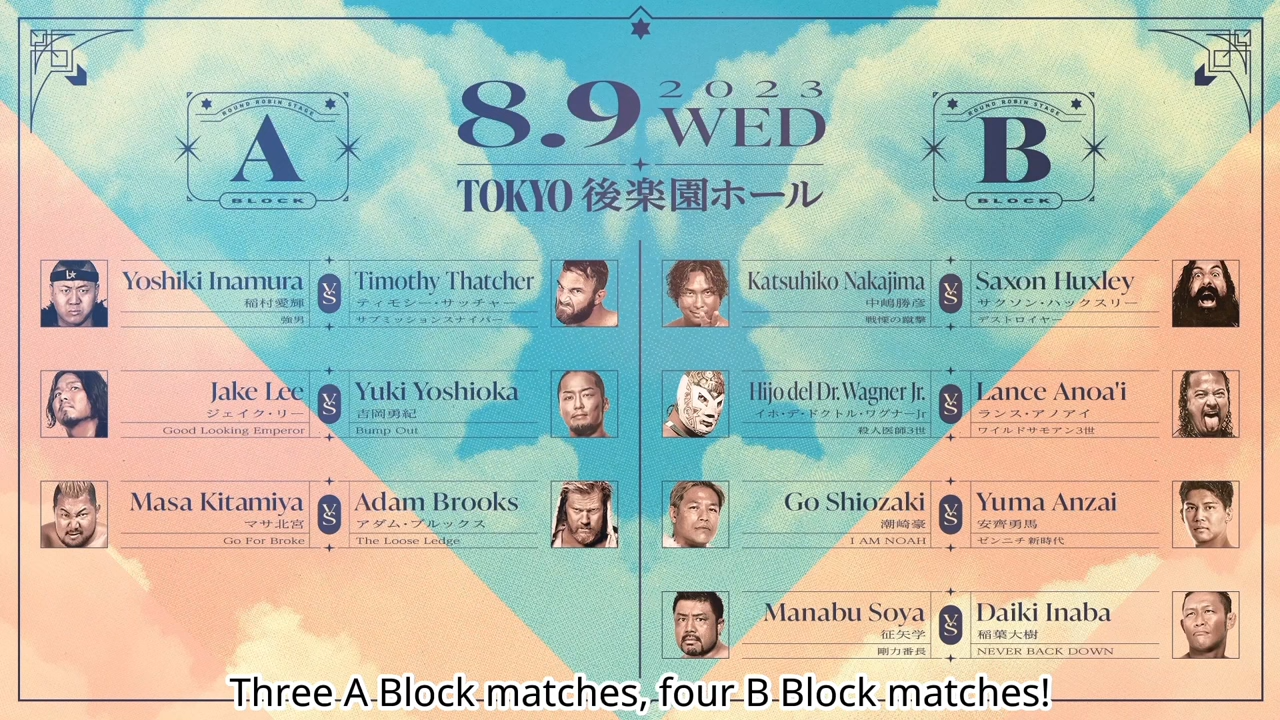 8.9
2023
WED
TOKYO 後楽園ホール
ROUND ROBIN STAGE
A
BLOCK
Yoshiki Inamura
稲村愛輝
強男
VS
Timothy Thatcher
ティモシー・サッチャー
サブミッションスナイパー
Jake Lee
ジェイク・リー
Good Looking Emperor
VS
Yuki Yoshioka
吉岡勇紀
Bump Out
Masa Kitamiya
マサ北宮
Go For Broke
VS
Adam Brooks
アダム・ブルックス
The Loose Ledge
ROUND ROBIN STAGE
B
BLOCK
Katsuhiko Nakajima
中嶋勝彦
戦慄の蹴撃
VS
Saxon Huxley
サクソン・ハックスリー
デストロイヤー
Hijo del Dr. Wagner Jr.
イホ・デ・ドクトル・ワグナーJr
殺人医師3世
VS
Lance Anoa'i
ランス・アノアイ
ワイルドサモアン3世
Go Shiozaki
潮崎豪
I AM NOAH
VS
Yuma Anzai
安齊勇馬
ゼンニチ新時代
Manabu Soya
征矢学
剛力番長
VS
Daiki Inaba
稲葉大樹
NEVER BACK DOWN
Three A Block matches, four B Block matches!